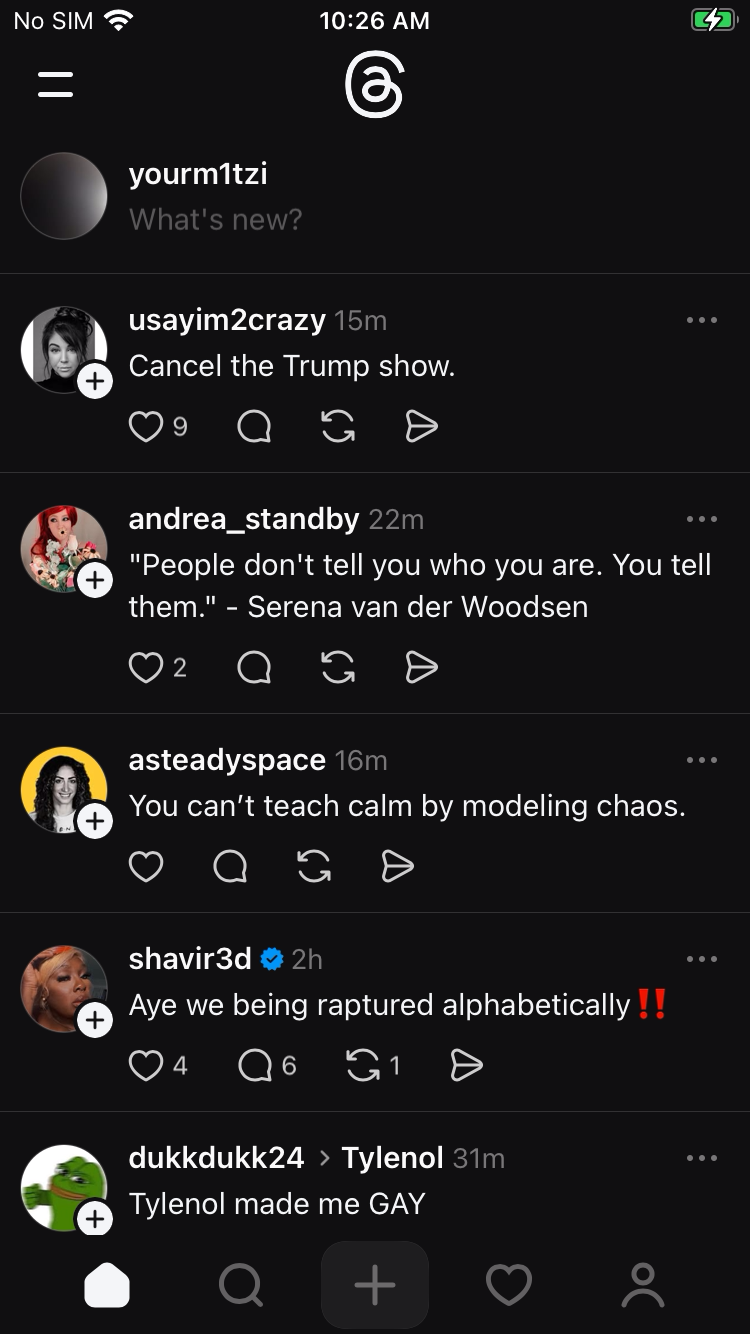 No SIM 10:26 AM
yourm1tzi
What's new?
usayim2crazy 15m
Cancel the Trump show.
9
andrea_standby 22m
"People don't tell you who you are. You tell
them." - Serena van der Woodsen
2
asteadyspace 16m
You can’t teach calm by modeling chaos.
shavir3d 2h
Aye we being raptured alphabetically‼️
4 6 1
dukkdukk24 > Tylenol 31m
Tylenol made me GAY